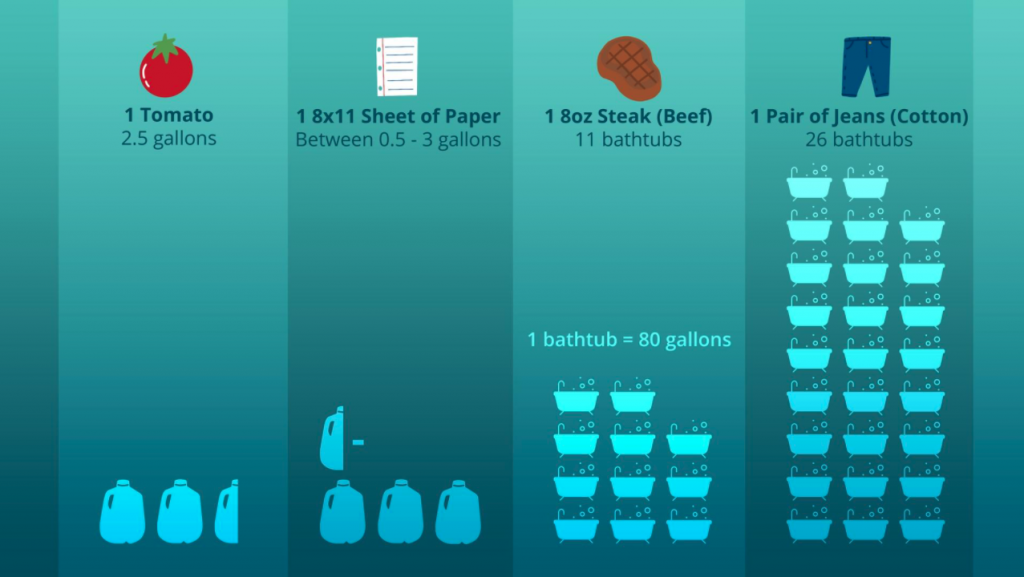 1 Tomato
2.5 gallons
1 8x11 Sheet of Paper
Between 0.5 - 3 gallons
1 8oz Steak (Beef)
11 bathtubs
1 Pair of Jeans (Cotton)
26 bathtubs
1 bathtub = 80 gallons
-